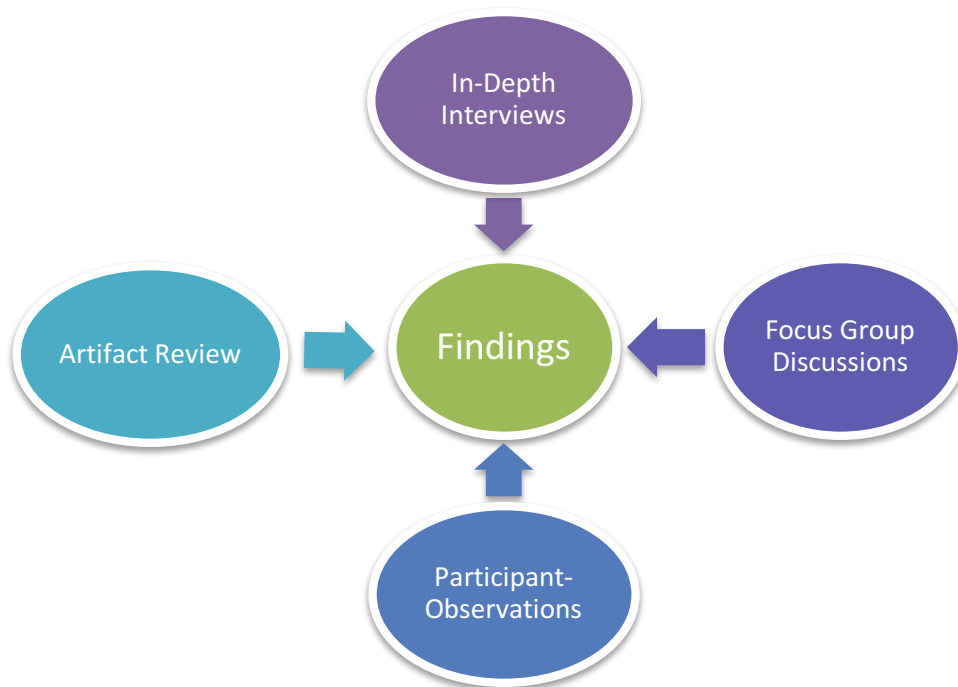 In-Depth
Interviews
Artifact Review
Findings
Focus Group
Discussions
Participant-
Observations